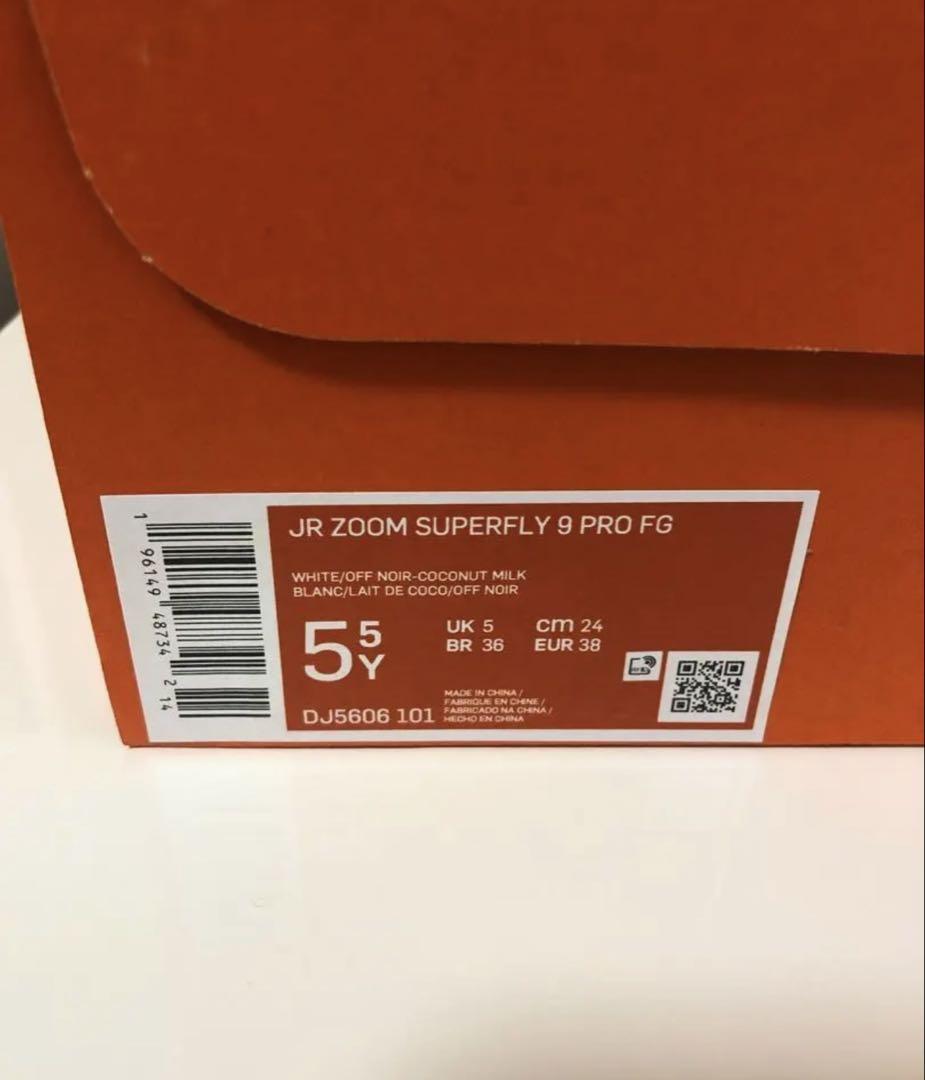 JR ZOOM SUPERFLY 9 PRO FG
WHITE/OFF NOIR-COCONUT MILK
BLANC/LAIT DE COCO/OFF NOIR
5 5Y
UK 5 cm 24
BR 36 EUR 38
DJ5606 101
MADE IN CHINA /
FABRIQUE EN CHINE /
FABRICADO NA CHINA /
HECHO EN CHINA
1 96149 48734 2 14